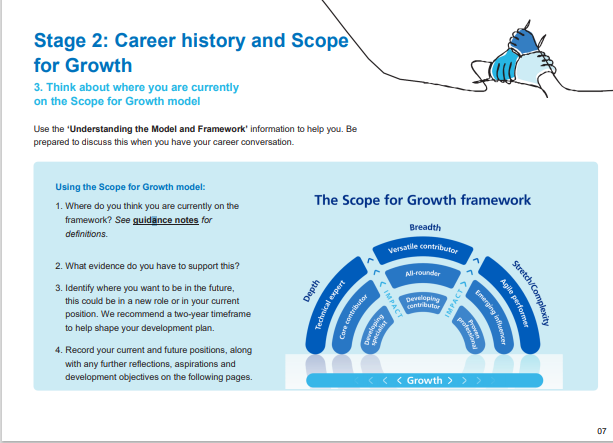 Stage 2: Career history and Scope
for Growth
3. Think about where you are currently
on the Scope for Growth model
Use the 'Understanding the Model and Framework' information to help you. Be
prepared to discuss this when you have your career conversation.
Using the Scope for Growth model:
1. Where do you think you are currently on the
framework? See guidance notes for
definitions.
2. What evidence do you have to support this?
3. Identify where you want to be in the future,
this could be in a new role or in your current
position. We recommend a two-year timeframe
to help shape your development plan.
4. Record your current and future positions, along
with any further reflections, aspirations and
development objectives on the following pages.
The Scope for Growth framework
Breadth
Versatile contributor
All-rounder
Developing
contributor
Depth
Technical expert
Core contributor
Developing
specialist
IMPACT
IMPACT
Stretch/Complexity
Agile performer
Emerging influencer
Proven
professional
< < < Growth > > >
07